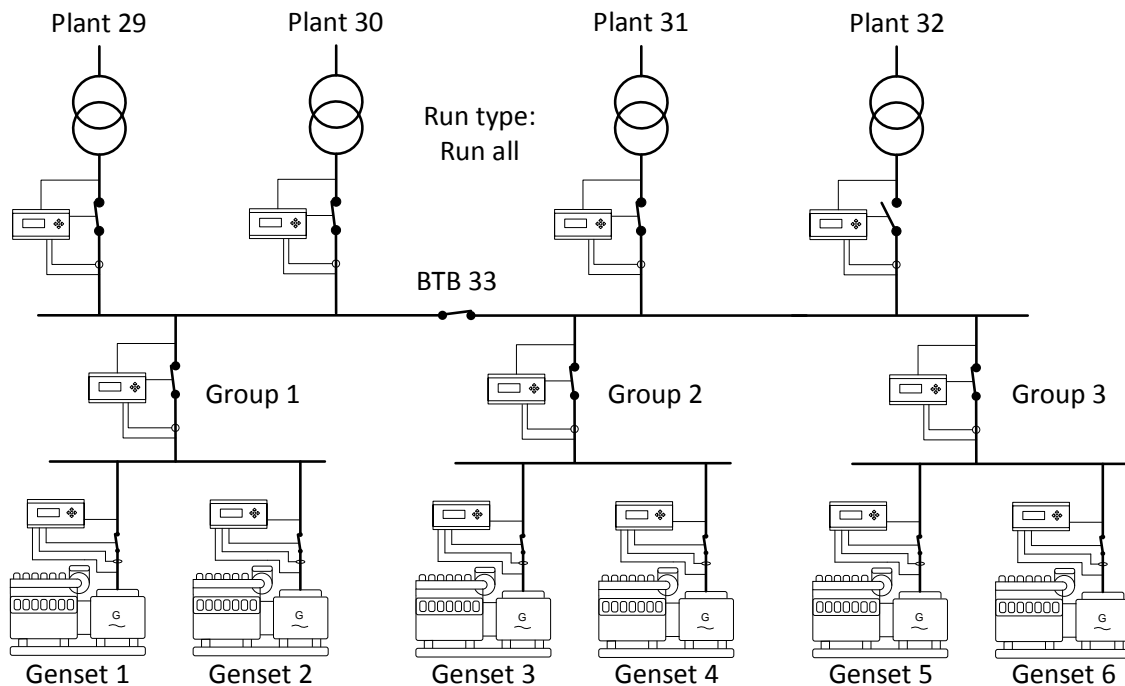 Plant 29
Plant 30
Plant 31
Plant 32
Run type:
Run all
BTB 33
Group 1
Group 2
Group 3
G
G
G
G
G
G
Genset 1
Genset 2
Genset 3
Genset 4
Genset 5
Genset 6